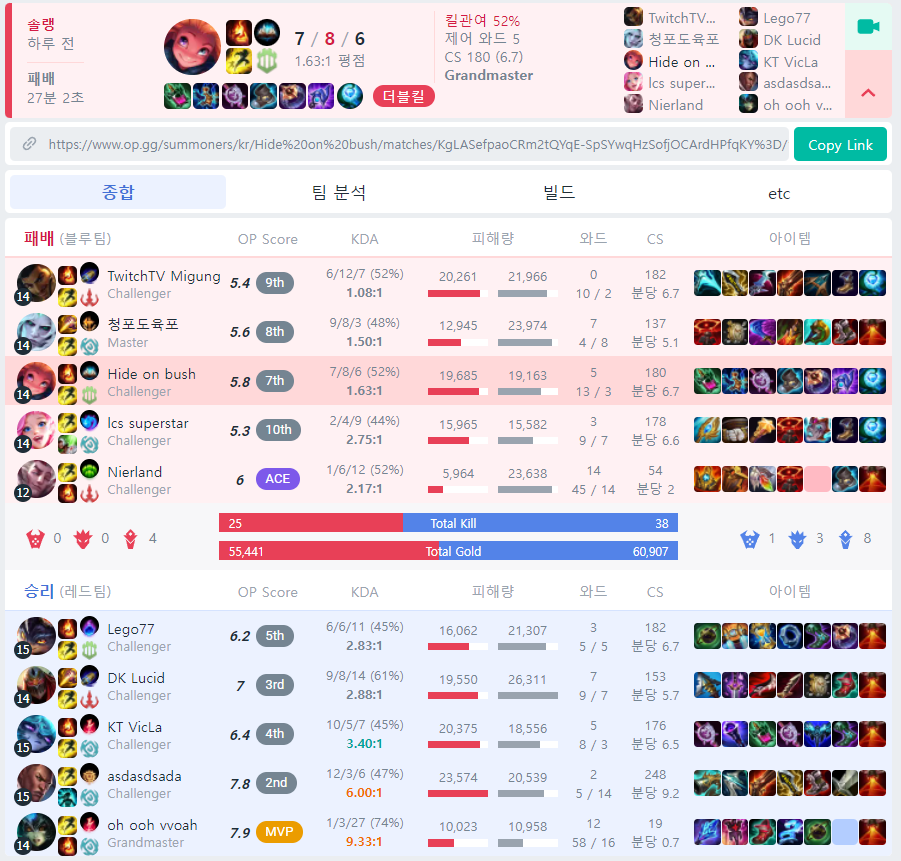 솔랭
하루 전
패배
27분 2초
7 / 8 / 6
1.63:1 평점
더블킬
킬관여 52%
제어 와드 5
CS 180 (6.7)
Grandmaster
TwitchTV...
청포도육포
Hide on ...
lcs super...
Nierland
Lego77
DK Lucid
KT VicLa
asdasdsa...
oh ooh v...
https://www.op.gg/summoners/kr/Hide%20on%20bush/matches/KgLASefpaoCRm2tQYqE-SpSYwqHzSofjOCArdHPfqKY%3D/
Copy Link
종합 팀 분석 빌드 etc
패배 (블루팀) OP Score KDA 피해량 와드 CS 아이템
14 TwitchTV Migung 5.4 9th 6/12/7 (52%) 20,261 21,966 0 182
Challenger 1.08:1 10 / 2 분당 6.7
14 청포도육포 5.6 8th 9/8/3 (48%) 12,945 23,974 7 137
Master 1.50:1 4 / 8 분당 5.1
14 Hide on bush 5.8 7th 7/8/6 (52%) 19,685 19,163 5 180
Challenger 1.63:1 13 / 3 분당 6.7
14 lcs superstar 5.3 10th 2/4/9 (44%) 15,965 15,582 3 178
Challenger 2.75:1 9 / 7 분당 6.6
12 Nierland 6 ACE 1/6/12 (52%) 5,964 23,638 14 54
Challenger 2.17:1 45 / 14 분당 2
25 Total Kill 38
0 0 4 1 3 8
55,441 Total Gold 60,907
승리 (레드팀) OP Score KDA 피해량 와드 CS 아이템
15 Lego77 6.2 5th 6/6/11 (45%) 16,062 21,307 3 182
Challenger 2.83:1 5 / 5 분당 6.7
14 DK Lucid 7 3rd 9/8/14 (61%) 19,550 26,311 7 153
Challenger 2.88:1 9 / 7 분당 5.7
15 KT VicLa 6.4 4th 10/5/7 (45%) 20,375 18,556 5 176
Challenger 3.40:1 8 / 3 분당 6.5
15 asdasdsada 7.8 2nd 12/3/6 (47%) 23,574 20,539 2 248
Challenger 6.00:1 5 / 14 분당 9.2
14 oh ooh vvoah 7.9 MVP 1/3/27 (74%) 10,023 10,958 12 19
Grandmaster 9.33:1 58 / 16 분당 0.7